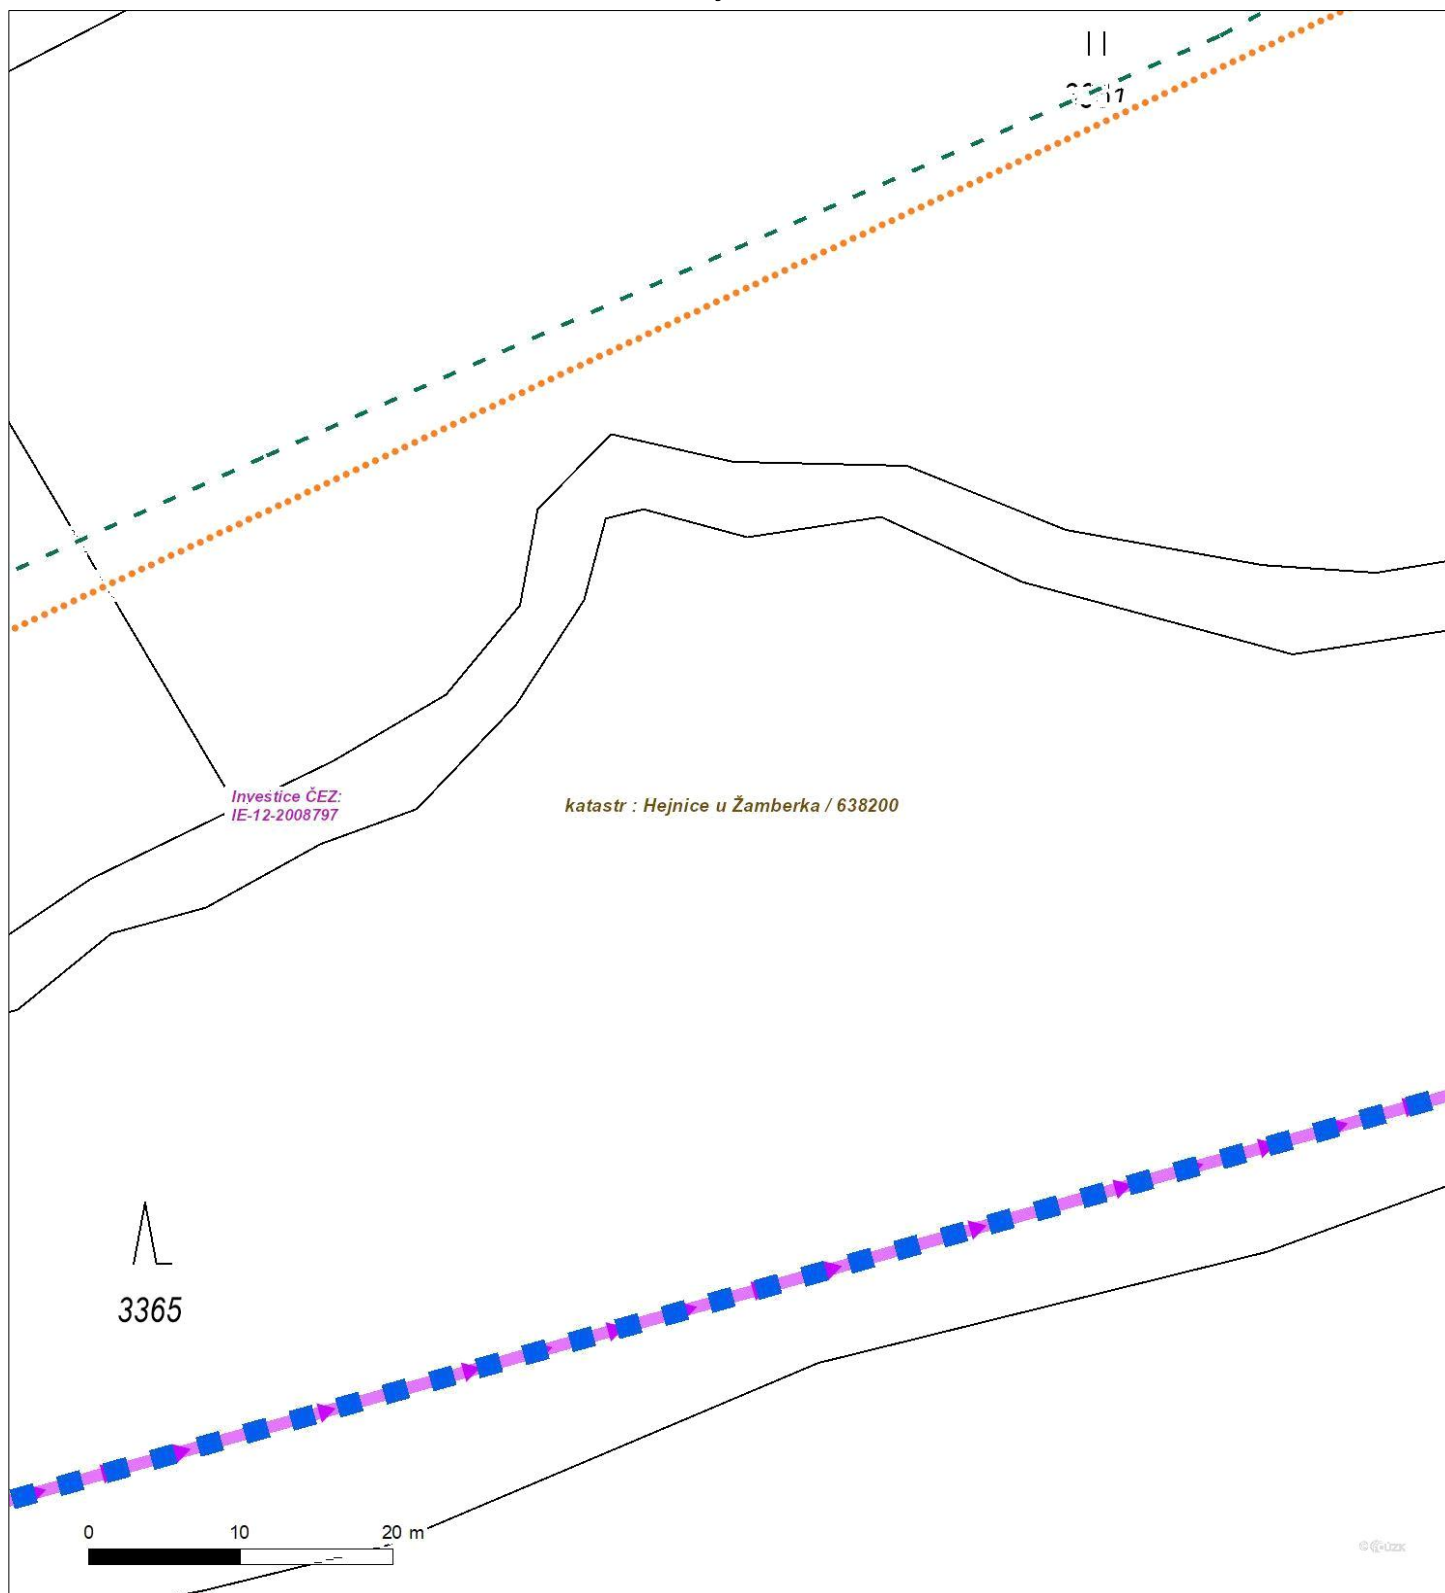 Investice ČEZ:
IE-12-2008797
katastr : Hejnice u Žamberka / 638200
3365
0 10 20 m